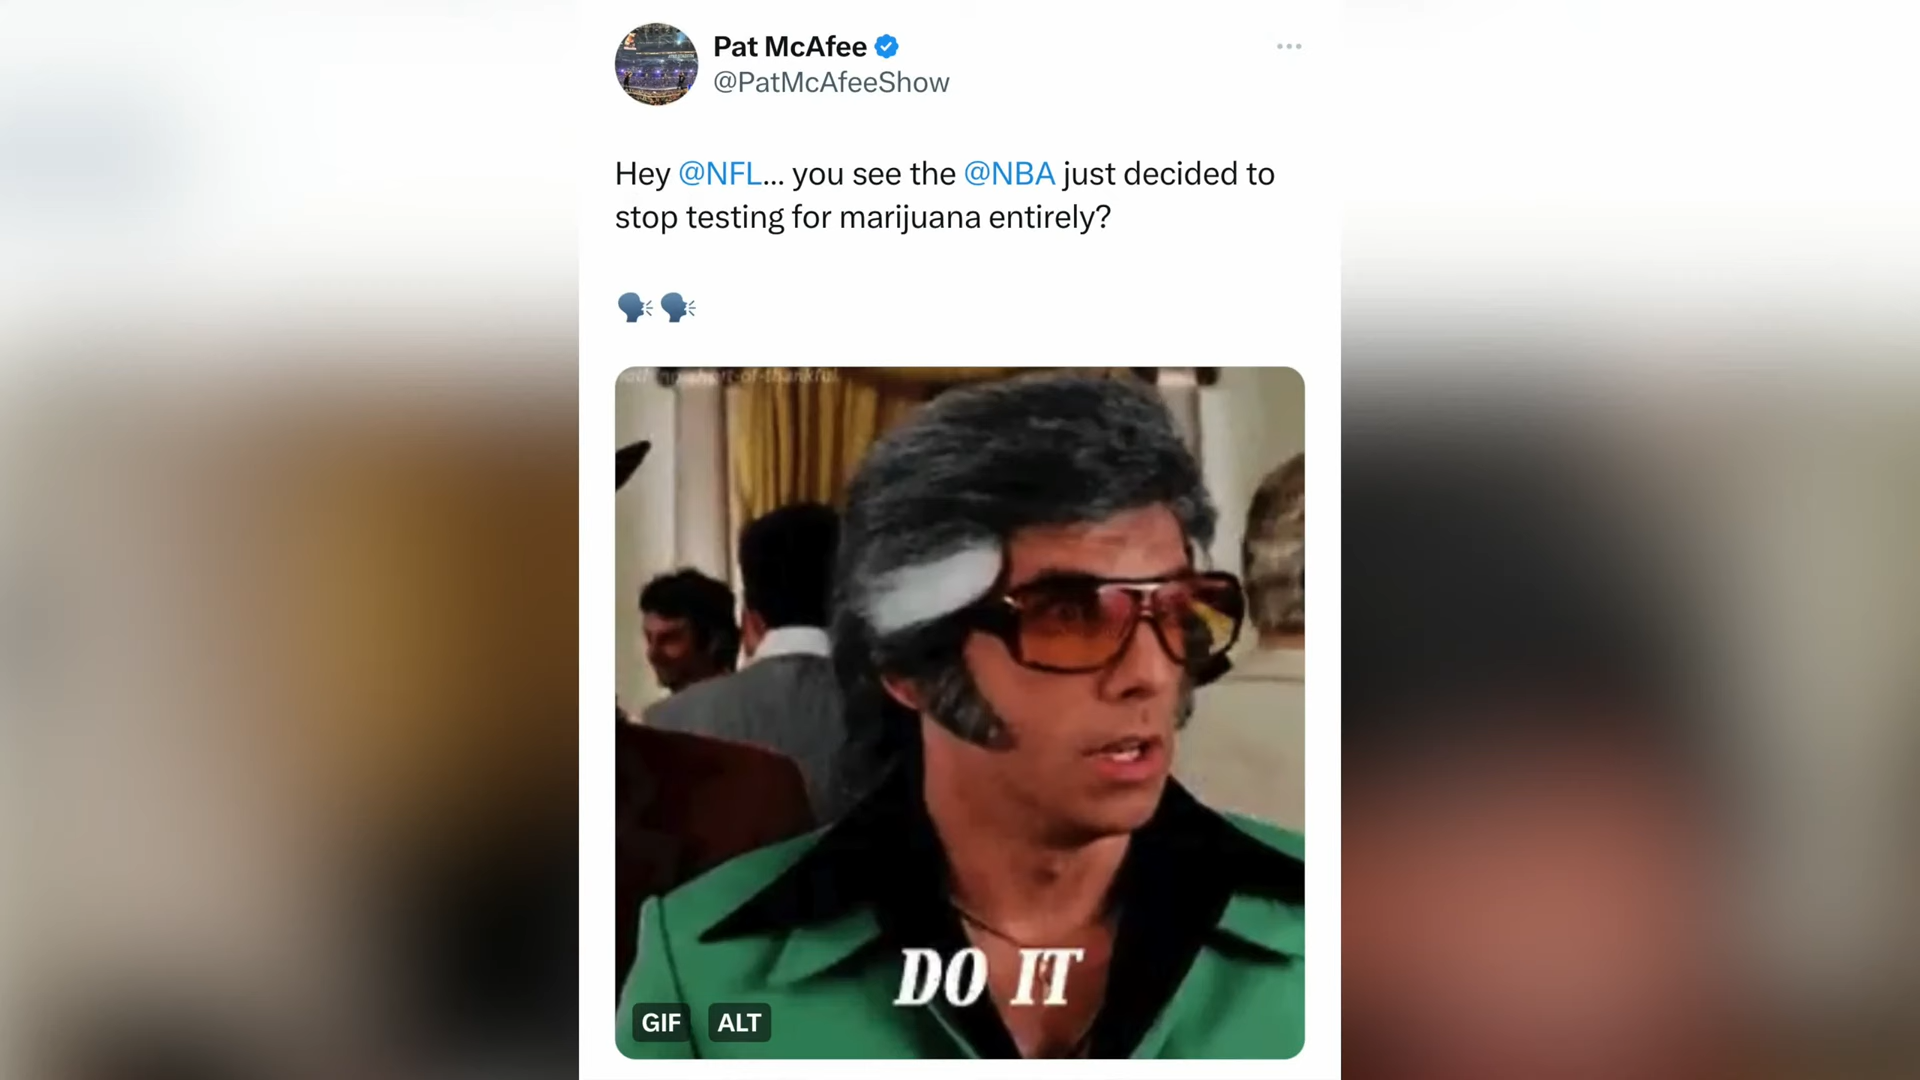 Pat McAfee
@PatMcAfeeShow
Hey @NFL... you see the @NBA just decided to
stop testing for marijuana entirely?
DO IT
GIF ALT